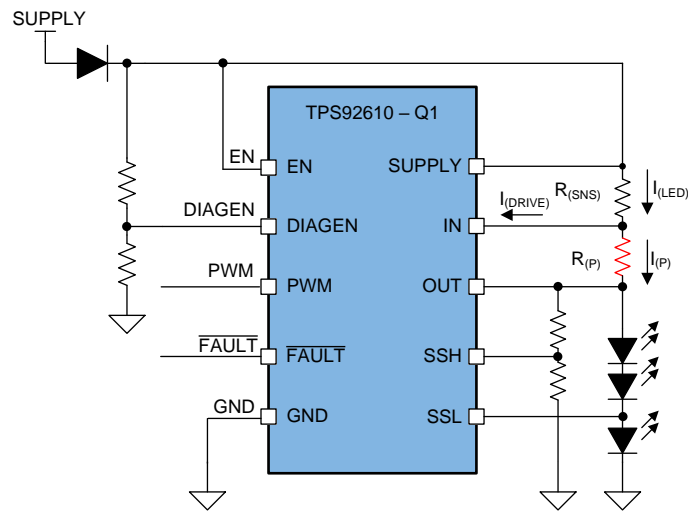 SUPPLY
TPS92610 – Q1
EN
EN
SUPPLY
I(DRIVE)
R(SNS)
I(LED)
DIAGEN
DIAGEN
IN
R(P)
I(P)
PWM
PWM
OUT
FAULT
FAULT
SSH
GND
GND
SSL